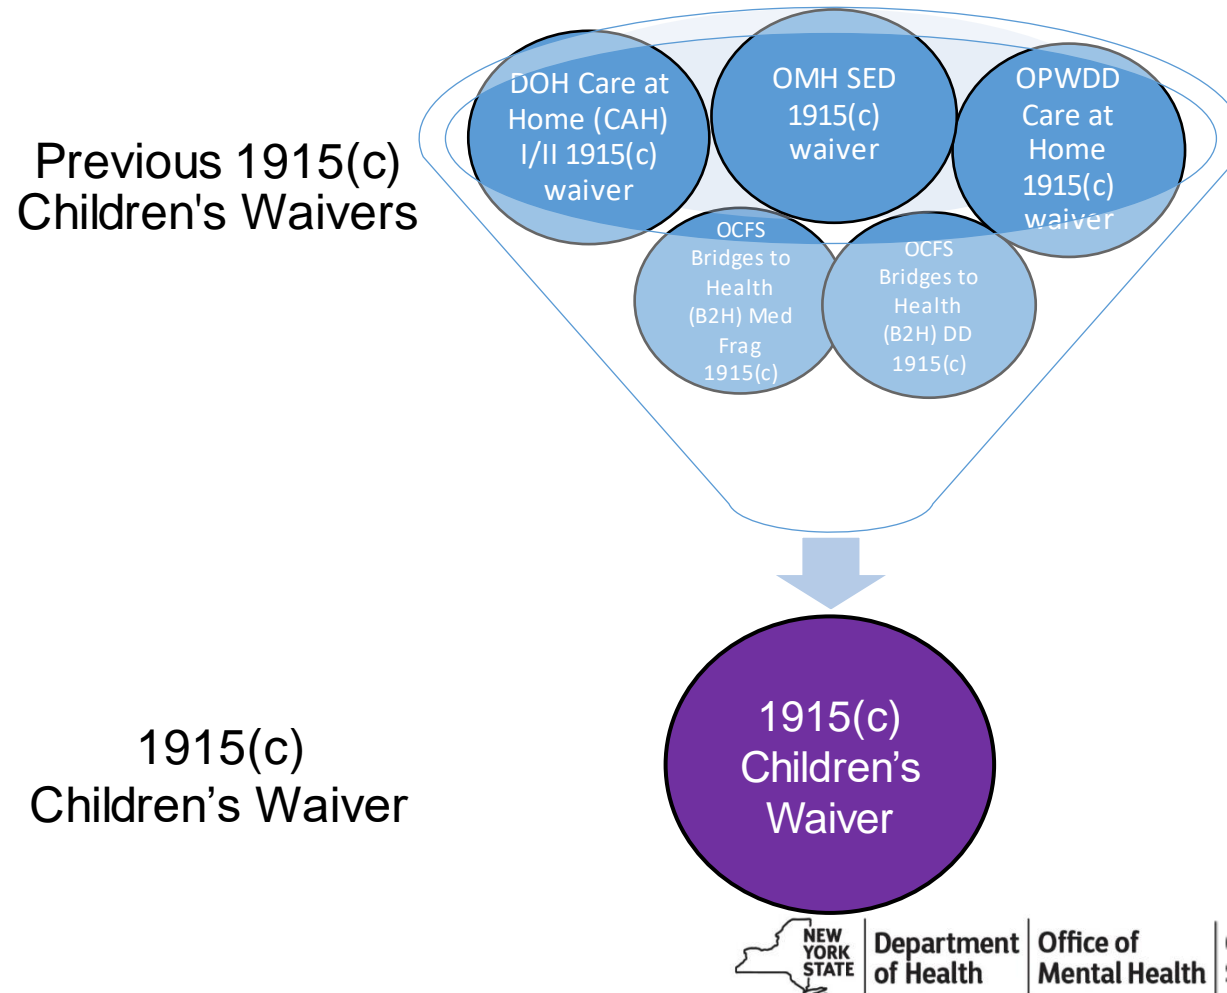 DOH Care at
Home (CAH)
I/II 1915(c)
waiver
OMH SED
1915(c)
waiver
OPWDD
Care at
Home
1915(c)
waiver
Previous 1915(c)
Children's Waivers
OCFS
Bridges to
Health
(B2H) Med
Frag
1915(c)
OCFS
Bridges to
Health
(B2H) DD
1915(c)
1915(c)
Children’s Waiver
1915(c)
Children’s
Waiver
NEW
YORK
STATE
Department
of Health
Office of
Mental Health